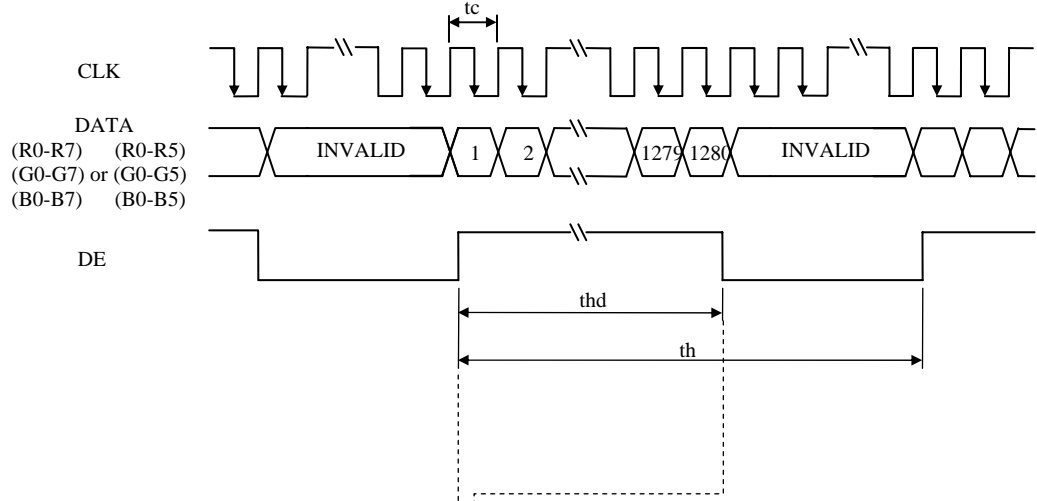 tc
CLK
DATA
(R0-R7) (R0-R5)
(G0-G7) or (G0-G5)
(B0-B7) (B0-B5)
INVALID 1 2 1279 1280 INVALID
DE
thd
th